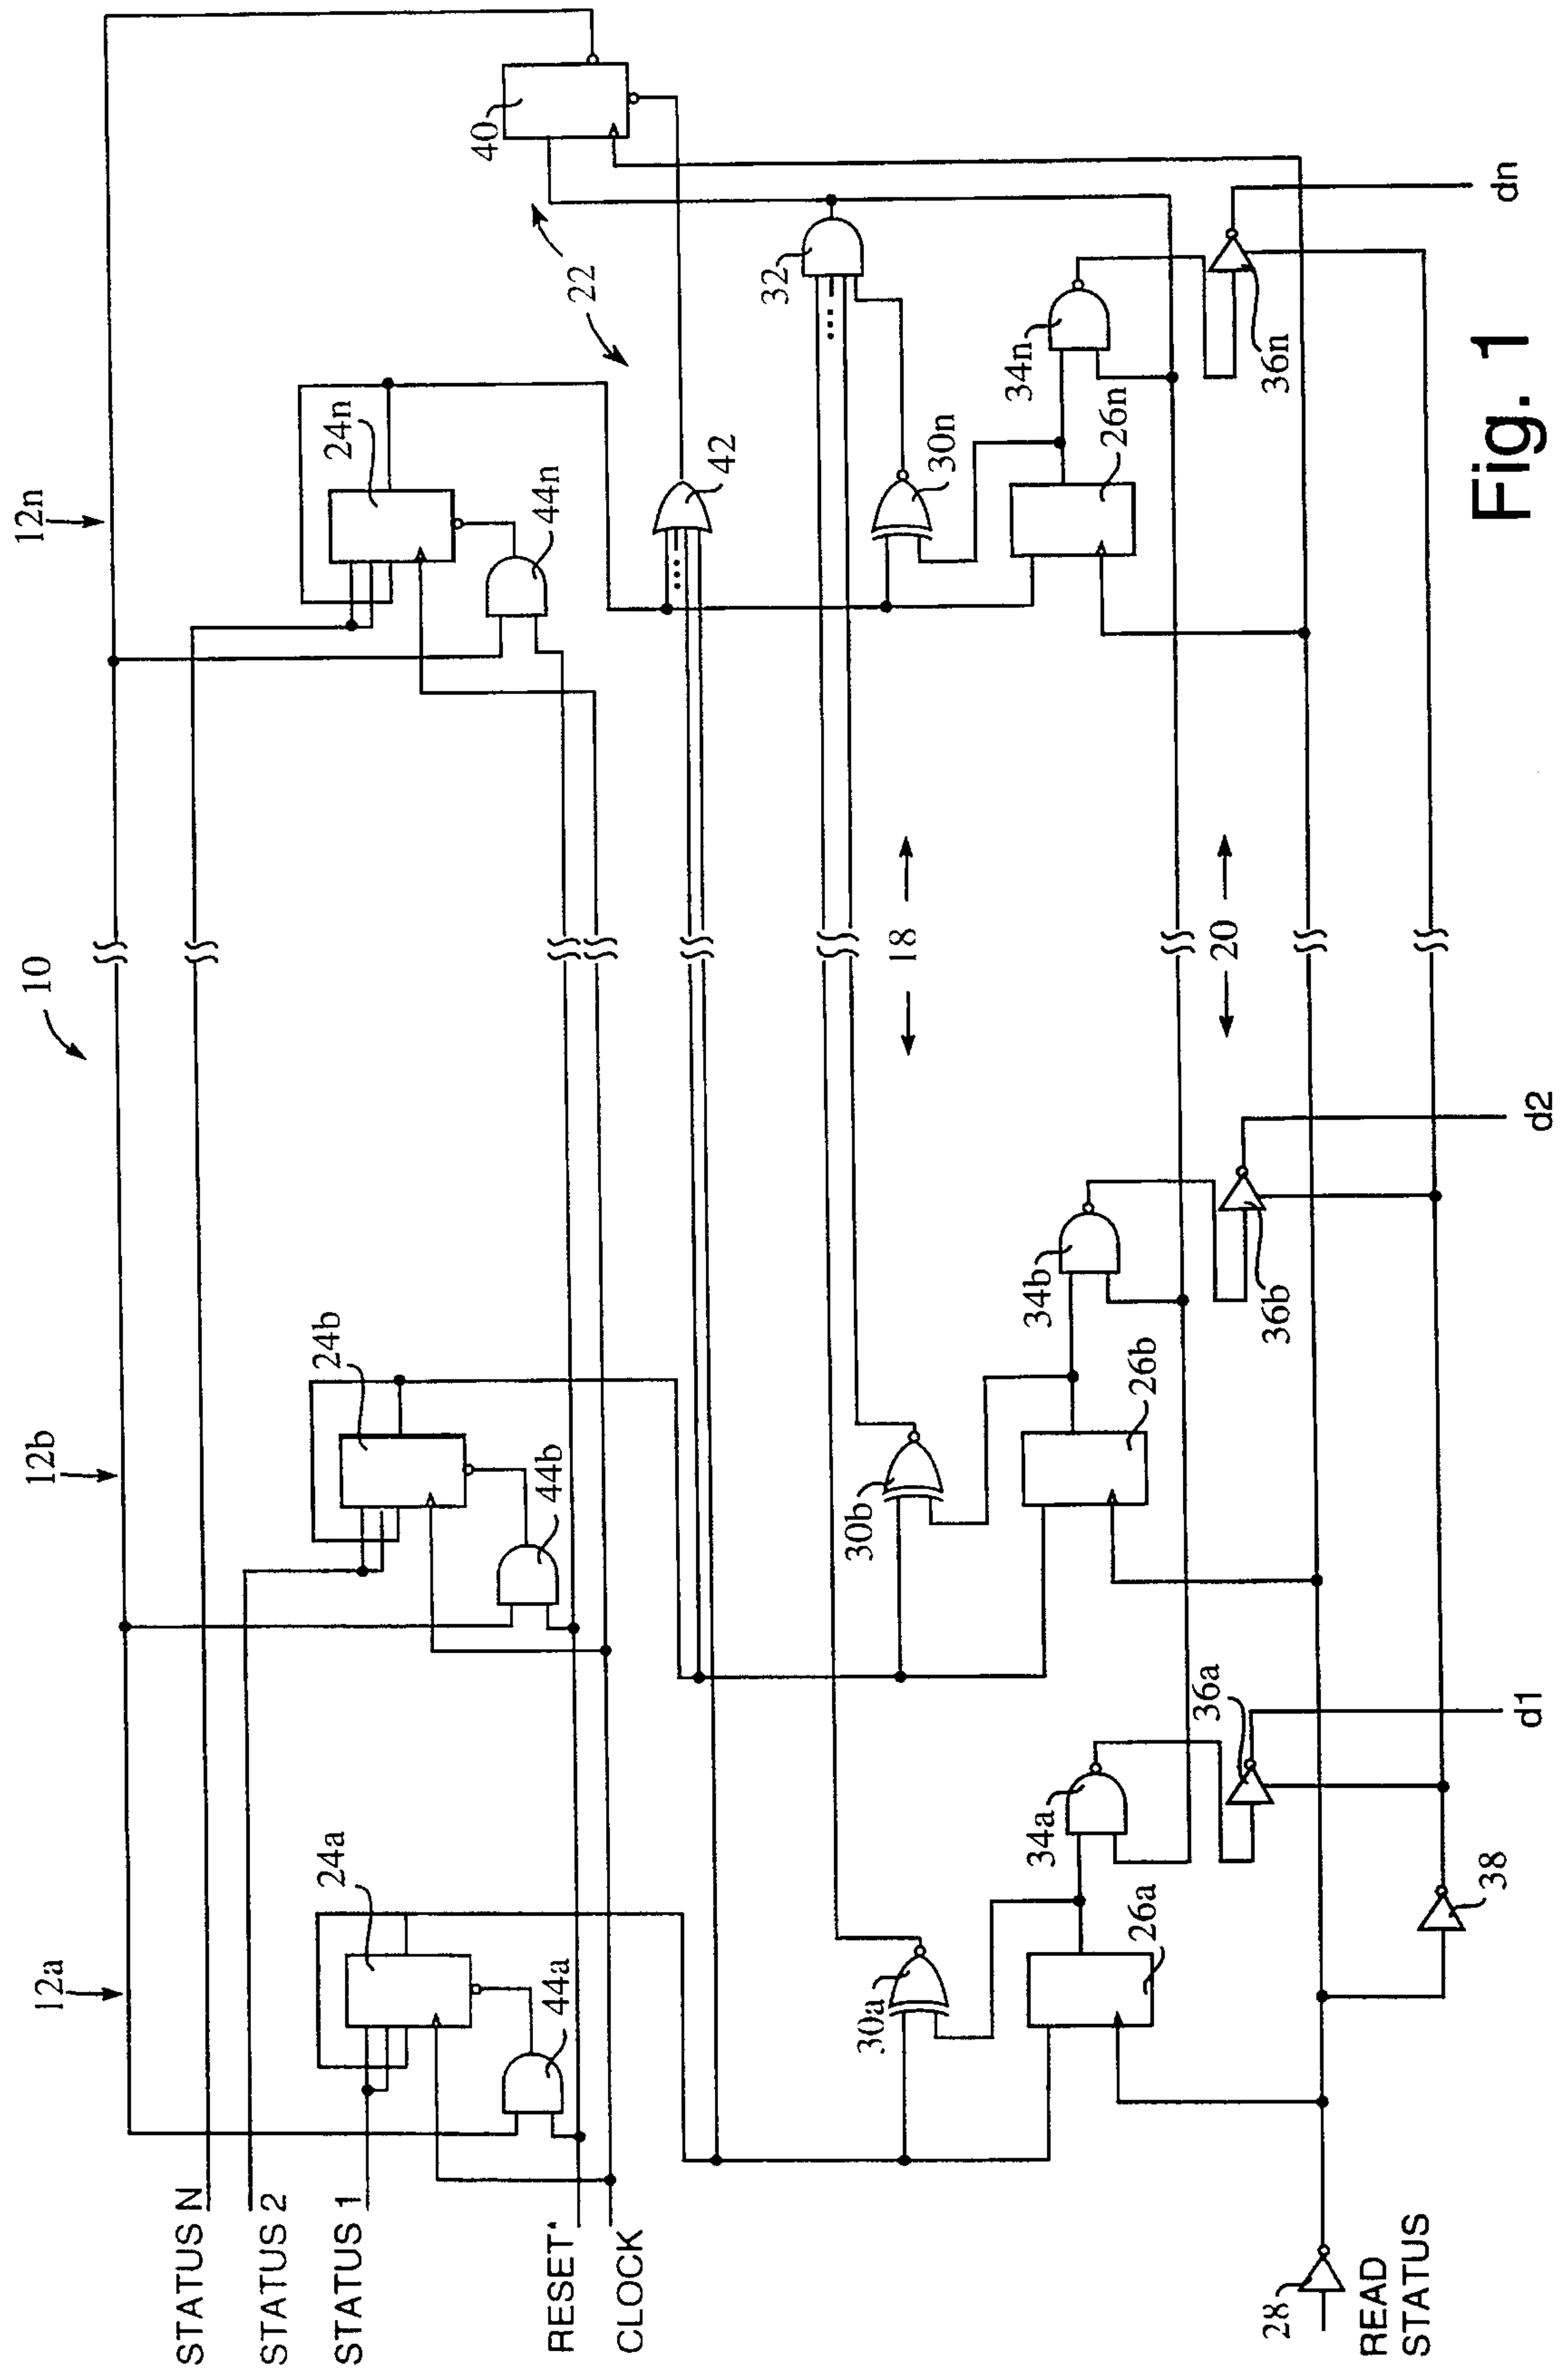 10
12a
12b
12n
STATUS N
STATUS 2
STATUS 1
RESET*
CLOCK
24a
24b
24n
44a
44b
44n
40
22
42
32
30a
30b
30n
18
26a
26b
26n
34a
34b
34n
20
36a
36b
36n
28
38
READ
STATUS
d1
d2
dn
Fig. 1